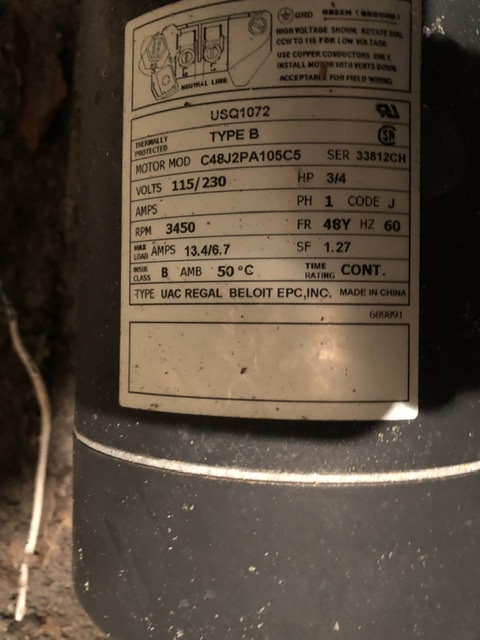 GRD GREEN (GROUND)
HIGH VOLTAGE SHOWN. ROTATE DIAL
CCW TO 115 FOR LOW VOLTAGE.
USE COPPER CONDUCTORS ONLY.
INSTALL MOTOR WITH VENTS DOWN.
ACCEPTABLE FOR FIELD WIRING
NEUTRAL LINE
USQ1072
THERMALLY PROTECTED TYPE B
MOTOR MOD C48J2PA105C5 SER 33812CH
VOLTS 115/230 HP 3/4
AMPS PH 1 CODE J
RPM 3450 FR 48Y HZ 60
MAX LOAD AMPS 13.4/6.7 SF 1.27
INSUL CLASS B AMB 50 °C TIME RATING CONT.
TYPE UAC REGAL BELOIT EPC,INC. MADE IN CHINA
689891